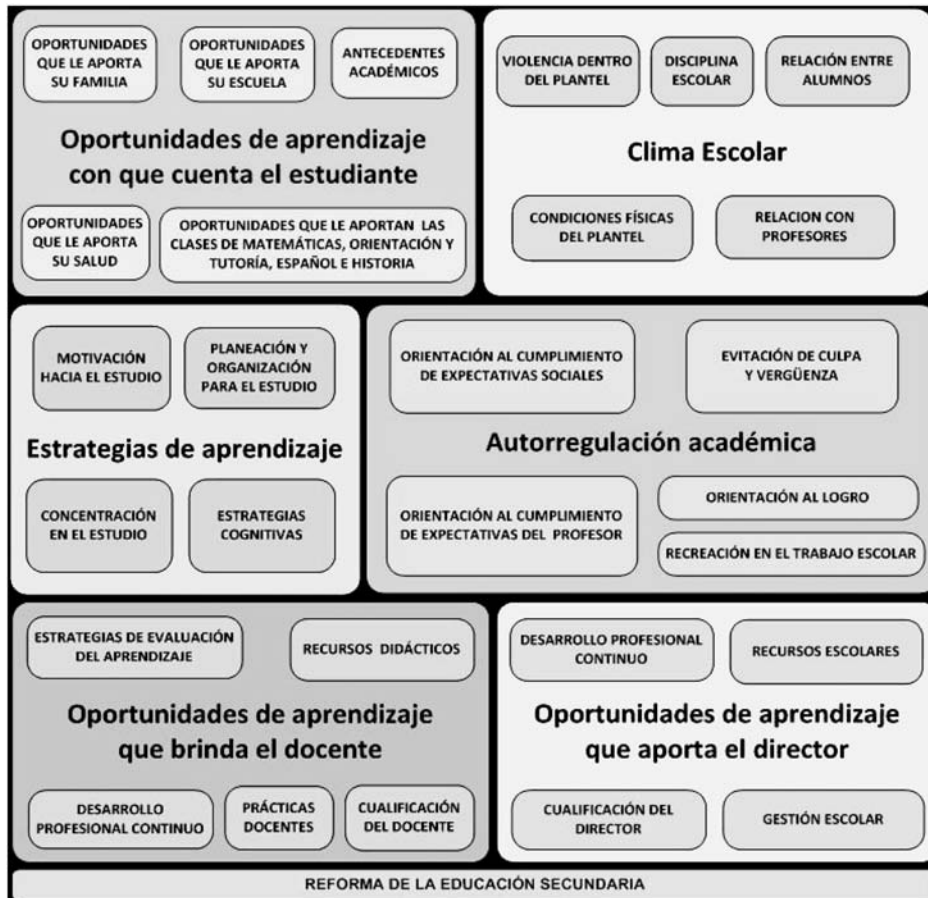 OPORTUNIDADES
QUE LE APORTA
SU FAMILIA
OPORTUNIDADES
QUE LE APORTA
SU ESCUELA
ANTECEDENTES
ACADÉMICOS
Oportunidades de aprendizaje
con que cuenta el estudiante
OPORTUNIDADES
QUE LE APORTA
SU SALUD
OPORTUNIDADES QUE LE APORTAN LAS
CLASES DE MATEMÁTICAS, ORIENTACIÓN Y
TUTORÍA, ESPAÑOL E HISTORIA
VIOLENCIA DENTRO
DEL PLANTEL
DISCIPLINA
ESCOLAR
RELACIÓN ENTRE
ALUMNOS
Clima Escolar
CONDICIONES FÍSICAS
DEL PLANTEL
RELACION CON
PROFESORES
MOTIVACIÓN
HACIA EL ESTUDIO
PLANEACIÓN Y
ORGANIZACIÓN
PARA EL ESTUDIO
Estrategias de aprendizaje
CONCENTRACIÓN
EN EL ESTUDIO
ESTRATEGIAS
COGNITIVAS
ORIENTACIÓN AL CUMPLIMIENTO
DE EXPECTATIVAS SOCIALES
EVITACIÓN DE CULPA
Y VERGÜENZA
Autorregulación académica
ORIENTACIÓN AL CUMPLIMIENTO
DE EXPECTATIVAS DEL PROFESOR
ORIENTACIÓN AL LOGRO
RECREACIÓN EN EL TRABAJO ESCOLAR
ESTRATEGIAS DE EVALUACIÓN
DEL APRENDIZAJE
RECURSOS DIDÁCTICOS
Oportunidades de aprendizaje
que brinda el docente
DESARROLLO
PROFESIONAL CONTINUO
PRÁCTICAS
DOCENTES
CUALIFICACIÓN
DEL DOCENTE
DESARROLLO PROFESIONAL
CONTINUO
RECURSOS ESCOLARES
Oportunidades de aprendizaje
que aporta el director
CUALIFICACIÓN DEL
DIRECTOR
GESTIÓN ESCOLAR
REFORMA DE LA EDUCACIÓN SECUNDARIA